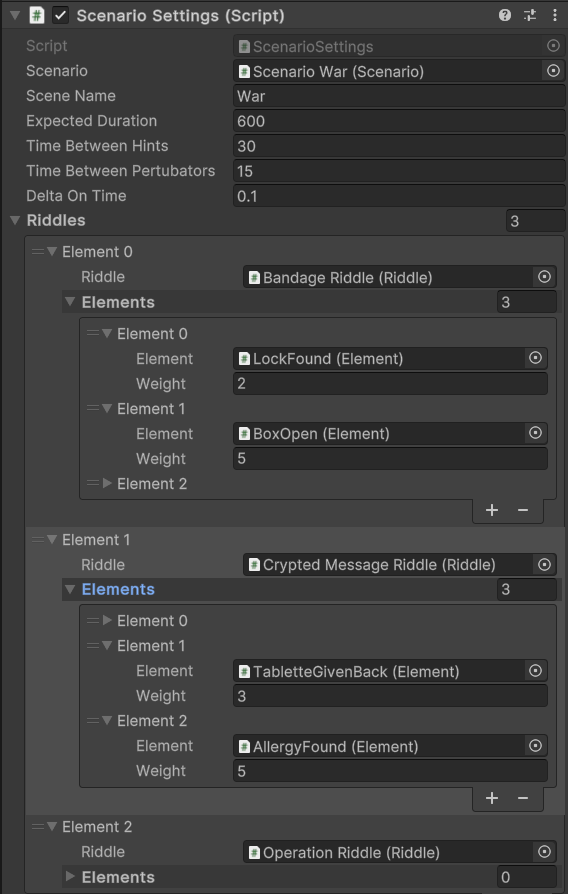 Scenario Settings (Script)
Script ScenarioSettings
Scenario Scenario War (Scenario)
Scene Name War
Expected Duration 600
Time Between Hints 30
Time Between Pertubators 15
Delta On Time 0.1
Riddles 3
Element 0
Riddle Bandage Riddle (Riddle)
Elements 3
Element 0
Element LockFound (Element)
Weight 2
Element 1
Element BoxOpen (Element)
Weight 5
Element 2
+ −
Element 1
Riddle Crypted Message Riddle (Riddle)
Elements 3
Element 0
Element 1
Element TabletteGivenBack (Element)
Weight 3
Element 2
Element AllergyFound (Element)
Weight 5
+ −
Element 2
Riddle Operation Riddle (Riddle)
Elements 0